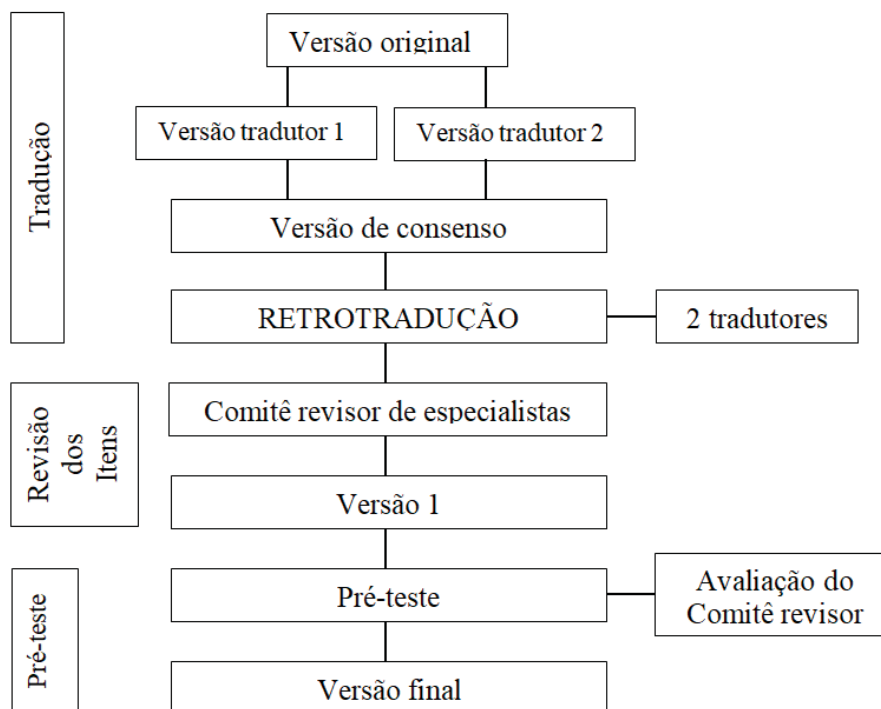 Versão original
Tradução
Versão tradutor 1
Versão tradutor 2
Versão de consenso
RETROTRADUÇÃO
2 tradutores
Revisão
dos
Itens
Comitê revisor de especialistas
Versão 1
Pré-teste
Pré-teste
Avaliação do
Comitê revisor
Versão final